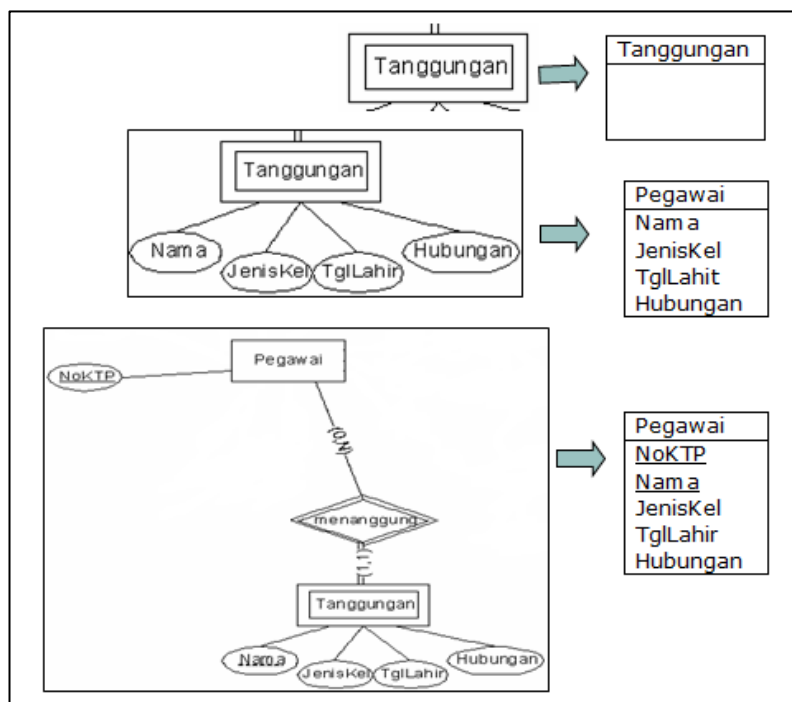 Tanggungan
Tanggungan
Tanggungan
Nama
JenisKel
TglLahir
Hubungan
Pegawai
Nama
JenisKel
TglLahit
Hubungan
Pegawai
NoKTP
(0,N)
menanggung
(1,1)
Tanggungan
Nama
JenisKel
TglLahir
Hubungan
Pegawai
NoKTP
Nama
JenisKel
TglLahir
Hubungan